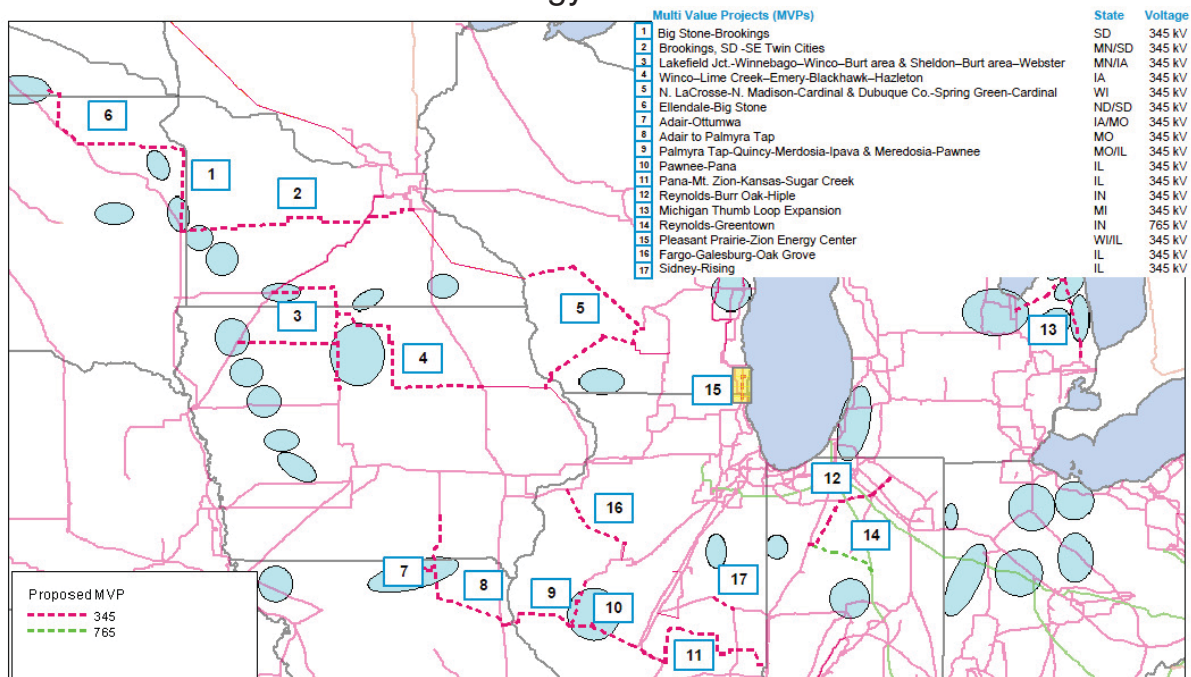 gy
Multi Value Projects (MVPs) State Voltage
1 Big Stone-Brookings SD 345 kV
2 Brookings, SD -SE Twin Cities MN/SD 345 kV
3 Lakefield Jct.-Winnebago–Winco–Burt area & Sheldon–Burt area–Webster MN/IA 345 kV
4 Winco–Lime Creek–Emery-Blackhawk–Hazleton IA 345 kV
5 N. LaCrosse-N. Madison-Cardinal & Dubuque Co.-Spring Green-Cardinal WI 345 kV
6 Ellendale-Big Stone ND/SD 345 kV
7 Adair-Ottumwa IA/MO 345 kV
8 Adair to Palmyra Tap MO 345 kV
9 Palmyra Tap-Quincy-Merdosia-Ipava & Meredosia-Pawnee MO/IL 345 kV
10 Pawnee-Pana IL 345 kV
11 Pana-Mt. Zion-Kansas-Sugar Creek IL 345 kV
12 Reynolds-Burr Oak-Hiple IN 345 kV
13 Michigan Thumb Loop Expansion MI 345 kV
14 Reynolds-Greentown IN 765 kV
15 Pleasant Prairie-Zion Energy Center WI/IL 345 kV
16 Fargo-Galesburg-Oak Grove IL 345 kV
17 Sidney-Rising IL 345 kV
6
1
2
3
5
13
4
15
12
16
14
7
8
9
10
17
11
Proposed MVP
345
765